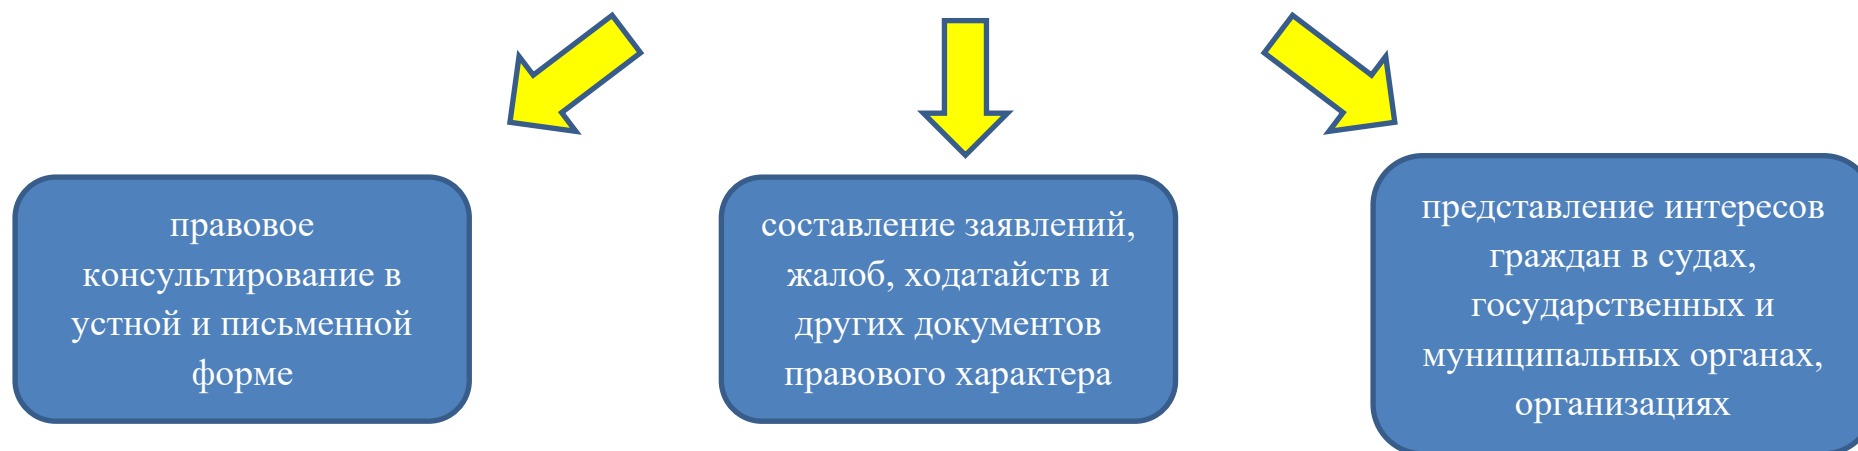 правовое
консультирование в
устной и письменной
форме
составление заявлений,
жалоб, ходатайств и
других документов
правового характера
представление интересов
граждан в судах,
государственных и
муниципальных органах,
организациях